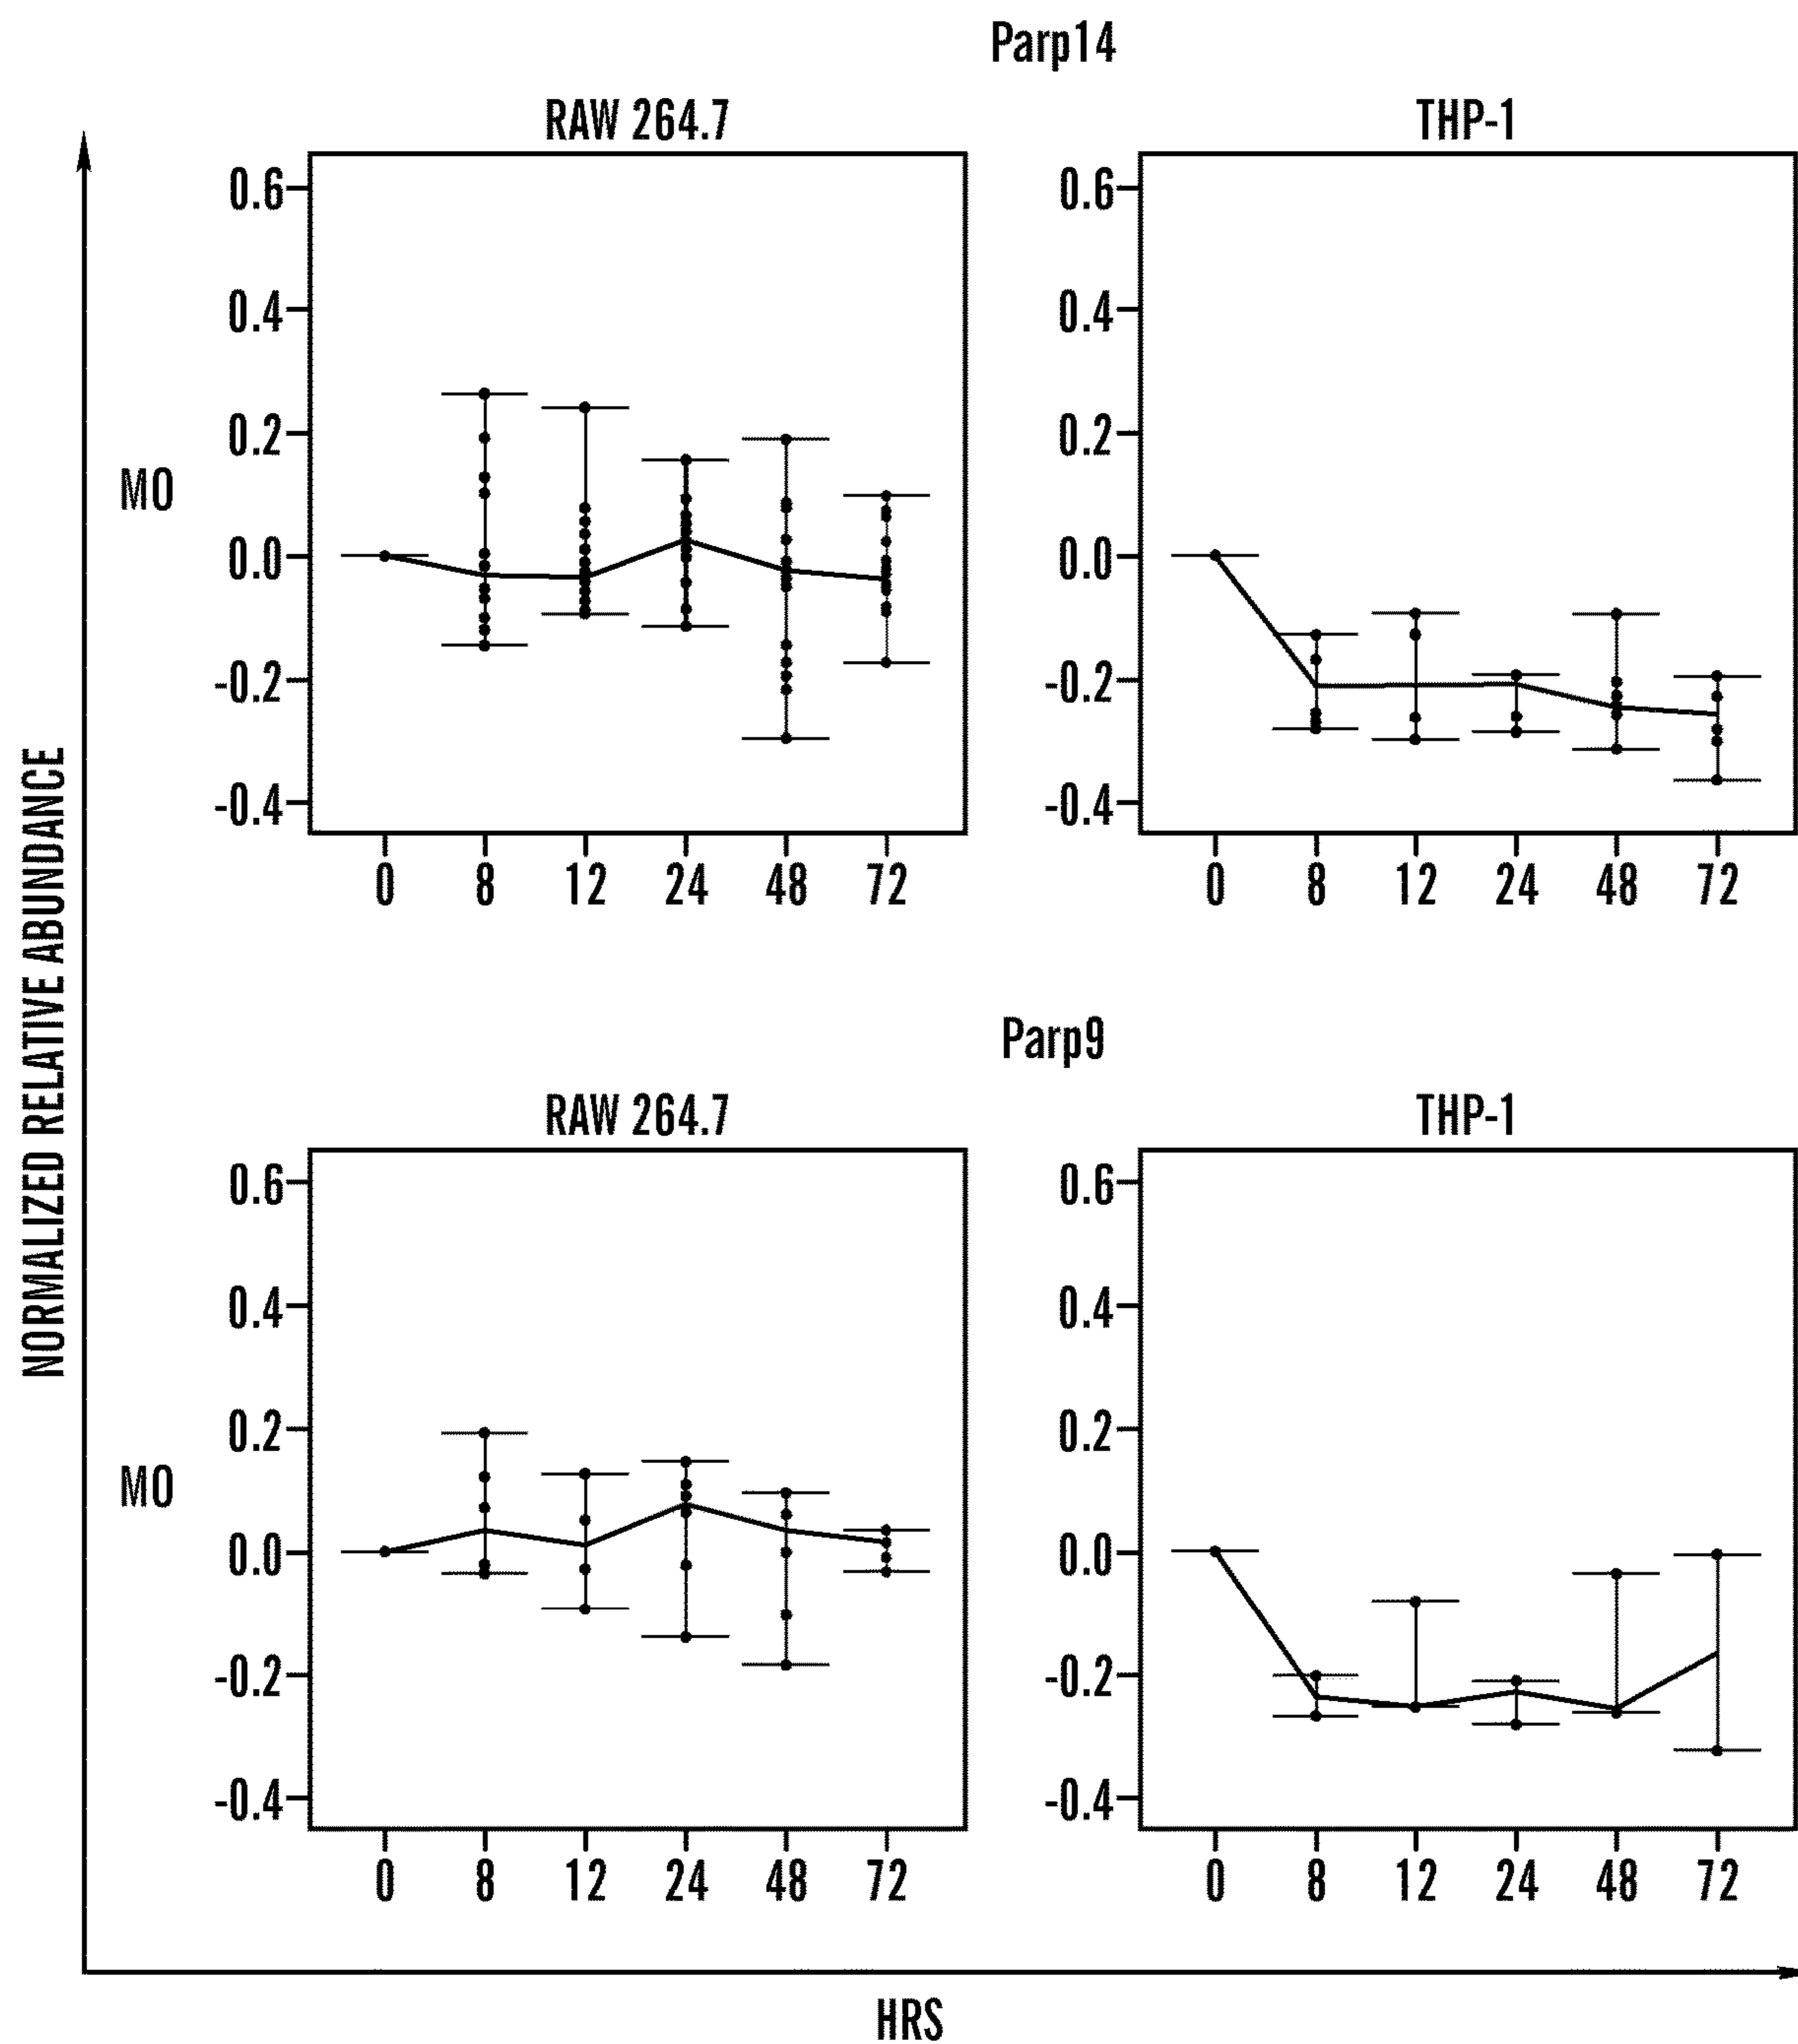 Parp14
RAW 264.7 THP-1
0.6 0.6
0.4 0.4
0.2 0.2
M0
0.0 0.0
-0.2 -0.2
-0.4 -0.4
0 8 12 24 48 72 0 8 12 24 48 72
NORMALIZED RELATIVE ABUNDANCE
Parp9
RAW 264.7 THP-1
0.6 0.6
0.4 0.4
0.2 0.2
M0
0.0 0.0
-0.2 -0.2
-0.4 -0.4
0 8 12 24 48 72 0 8 12 24 48 72
HRS